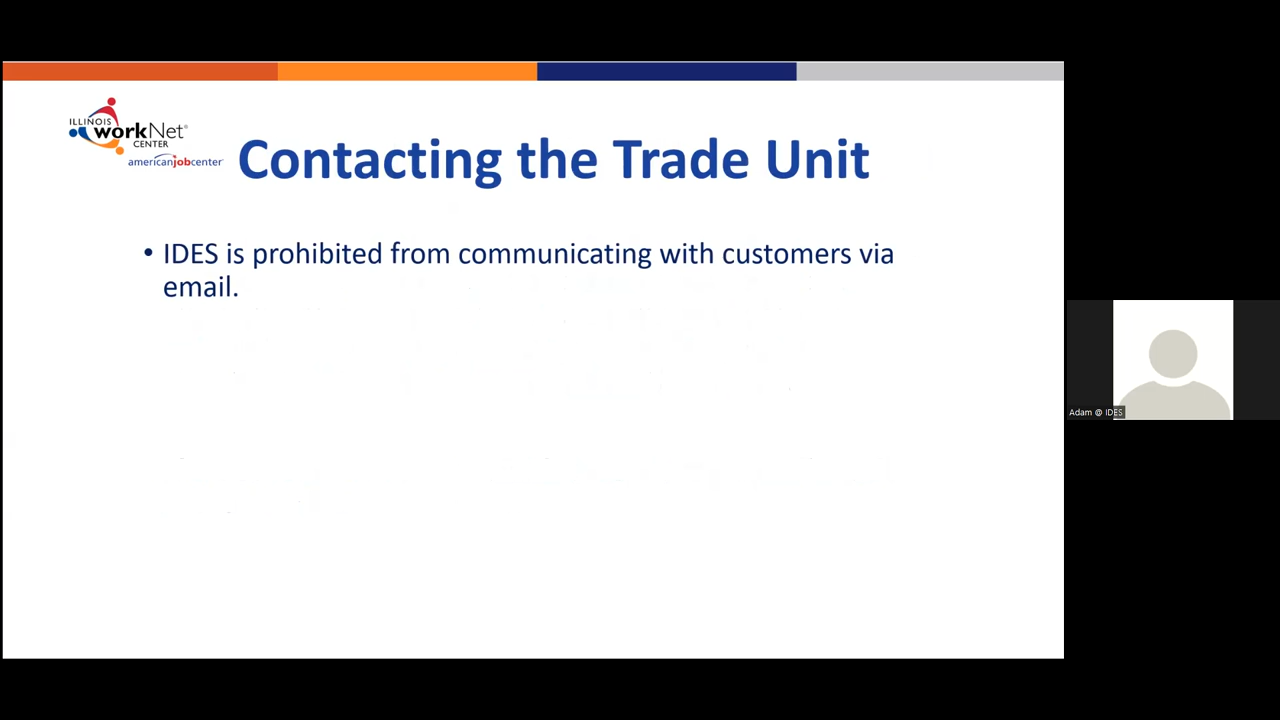 ILLINOIS
workNet®
CENTER
americanjobcenter
Contacting the Trade Unit
• IDES is prohibited from communicating with customers via
email.
Adam @ IDES